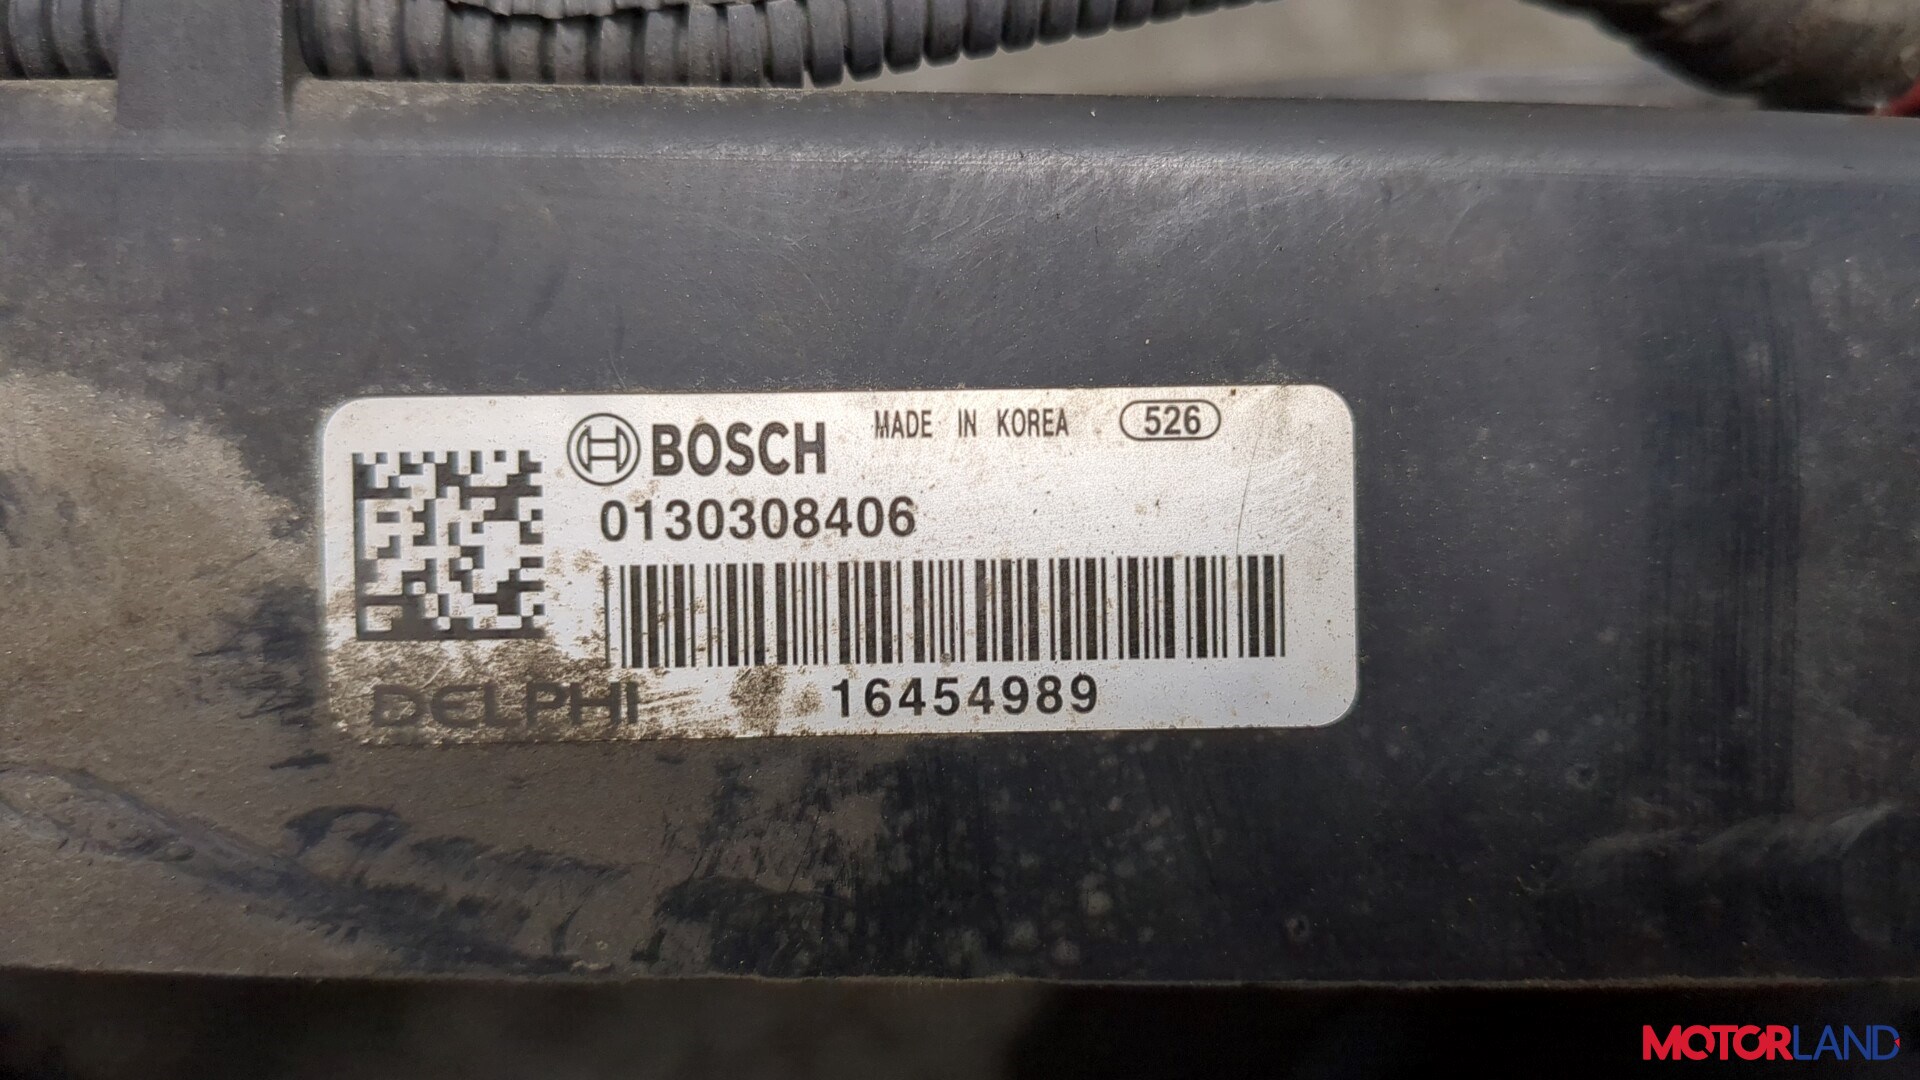 BOSCH MADE IN KOREA 526
0130308406
DELPHI 16454989
MOTORLAND